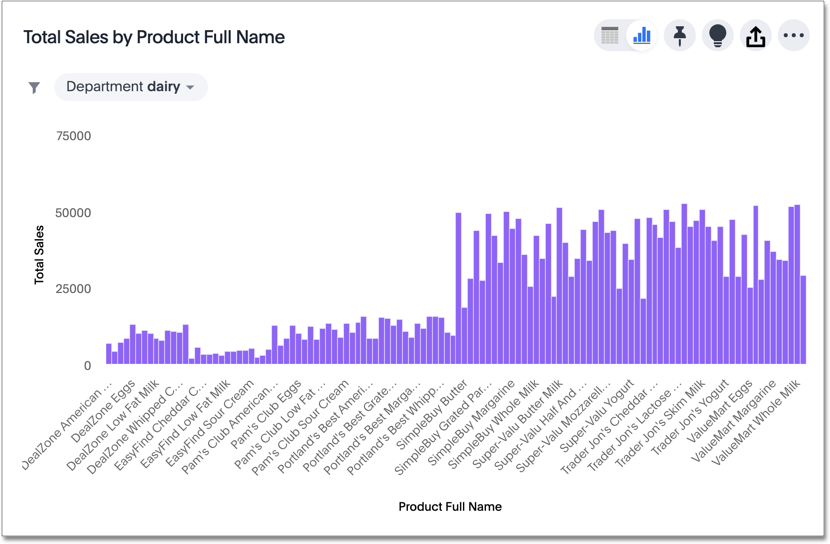 Total Sales by Product Full Name
Department dairy
75000
50000
25000
0
Total Sales
DealZone American ...
DealZone Eggs
DealZone Low Fat Milk
DealZone Whipped C...
EasyFind Cheddar C...
EasyFind Low Fat Milk
EasyFind Sour Cream
Pam's Club American...
Pam's Club Eggs
Pam's Club Low Fat ...
Pam's Club Sour Cream
Portland's Best Ameri...
Portland's Best Grate...
Portland's Best Marga...
Portland's Best Whipp...
SimpleBuy Butter
SimpleBuy Grated Par...
SimpleBuy Margarine
SimpleBuy Whole Milk
Super-Valu Butter Milk
Super-Valu Half And ...
Super-Valu Mozzarell...
Super-Valu Yogurt
Trader Jon's Cheddar ...
Trader Jon's Lactose ...
Trader Jon's Skim Milk
Trader Jon's Yogurt
ValueMart Eggs
ValueMart Margarine
ValueMart Whole Milk
Product Full Name